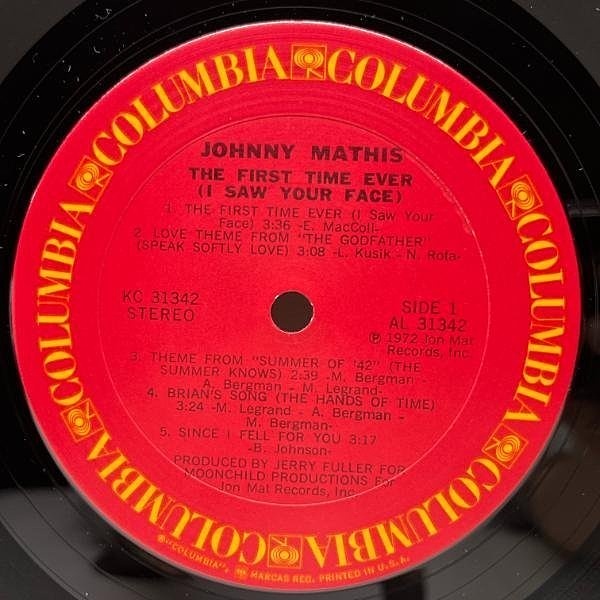 COLUMBIA COLUMBIA COLUMBIA COLUMBIA COLUMBIA COLUMBIA COLUMBIA COLUMBIA
JOHNNY MATHIS
THE FIRST TIME EVER
(I SAW YOUR FACE)
1. THE FIRST TIME EVER (I Saw Your
Face) 3:36 -E. MacColl-
2. LOVE THEME FROM "THE GODFATHER"
(SPEAK SOFTLY LOVE) 3:08 -L. Kusik - N. Rota-
KC 31342
STEREO
SIDE 1
AL 31342
Ⓟ 1972 Jon Mat
Records, Inc.
3. THEME FROM "SUMMER OF '42" (THE
SUMMER KNOWS) 2:39 -M. Bergman -
A. Bergman - M. Legrand-
4. BRIAN'S SONG (THE HANDS OF TIME)
3:24 -M. Legrand - A. Bergman -
M. Bergman-
5. SINCE I FELL FOR YOU 3:17
-B. Johnson-
PRODUCED BY JERRY FULLER FOR
MOONCHILD PRODUCTIONS FOR
Jon Mat Records, Inc.
®"COLUMBIA", MARCAS REG. PRINTED IN U.S.A.